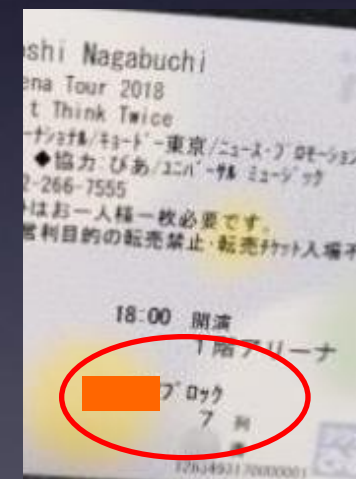 shi Nagabuchi
ena Tour 2018
t Think Twice
ーナショナル/キョードー東京/ニュース・プロモーション
◆協力 ぴあ/ユニバーサル ミュージック
2-266-7555
トはお一人様一枚必要です。
営利目的の転売禁止・転売チケット入場不
18:00 開演
1階アリーナ
ブロック
7 列
番